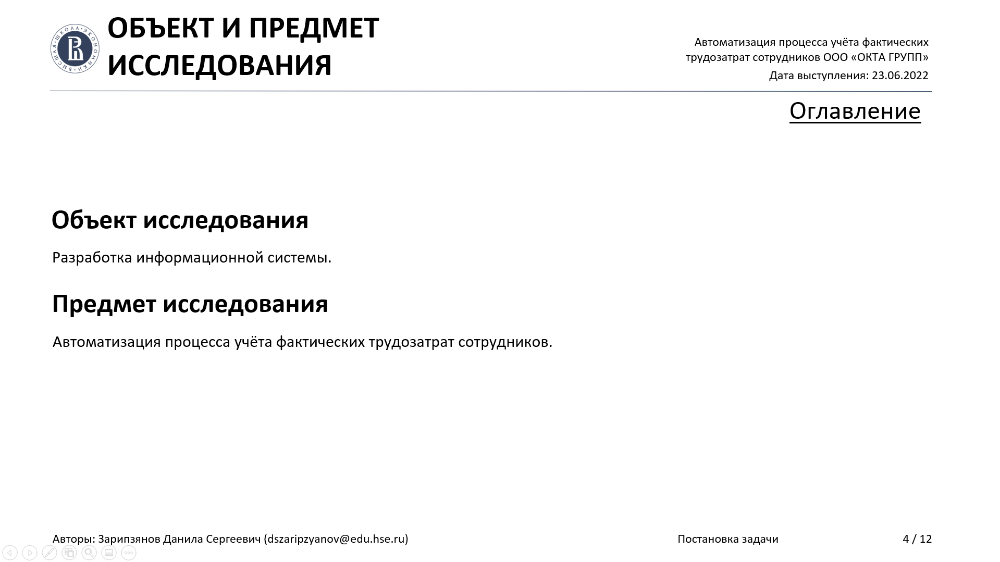 ОБЪЕКТ И ПРЕДМЕТ
ИССЛЕДОВАНИЯ
ВЫСШАЯ • ШКОЛА • ЭКОНОМИКИ •
Автоматизация процесса учёта фактических
трудозатрат сотрудников ООО «ОКТА ГРУПП»
Дата выступления: 23.06.2022
Оглавление
Объект исследования
Разработка информационной системы.
Предмет исследования
Автоматизация процесса учёта фактических трудозатрат сотрудников.
Авторы: Зарипзянов Данила Сергеевич (dszaripzyanov@edu.hse.ru)
Постановка задачи
4 / 12